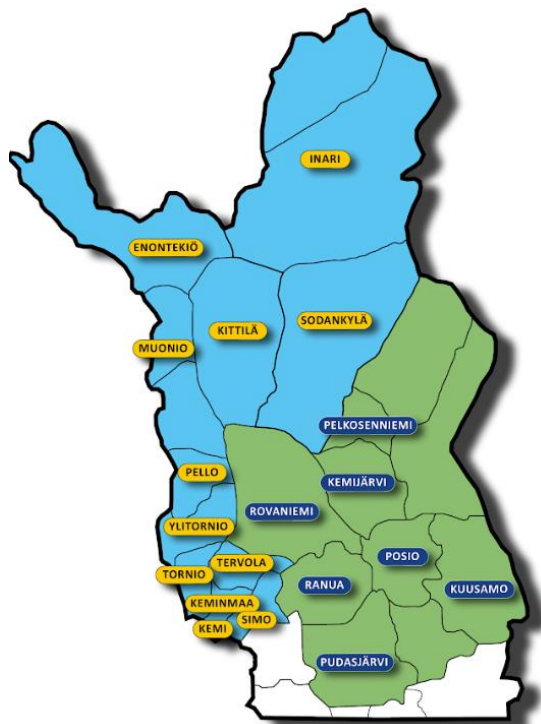 INARI
ENONTEKIÖ
SODANKYLÄ
KITTILÄ
MUONIO
PELKOSENNIEMI
PELLO
KEMIJÄRVI
ROVANIEMI
YLITORNIO
POSIO
TERVOLA
TORNIO
RANUA
KUUSAMO
KEMINMAA
SIMO
KEMI
PUDASJÄRVI